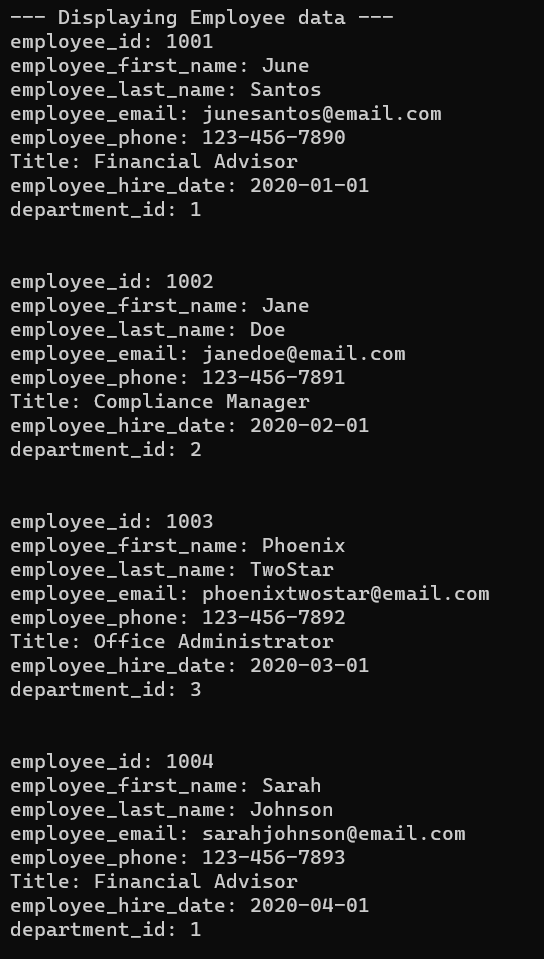 --- Displaying Employee data ---
employee_id: 1001
employee_first_name: June
employee_last_name: Santos
employee_email: junesantos@email.com
employee_phone: 123-456-7890
Title: Financial Advisor
employee_hire_date: 2020-01-01
department_id: 1
employee_id: 1002
employee_first_name: Jane
employee_last_name: Doe
employee_email: janedoe@email.com
employee_phone: 123-456-7891
Title: Compliance Manager
employee_hire_date: 2020-02-01
department_id: 2
employee_id: 1003
employee_first_name: Phoenix
employee_last_name: TwoStar
employee_email: phoenixtwostar@email.com
employee_phone: 123-456-7892
Title: Office Administrator
employee_hire_date: 2020-03-01
department_id: 3
employee_id: 1004
employee_first_name: Sarah
employee_last_name: Johnson
employee_email: sarahjohnson@email.com
employee_phone: 123-456-7893
Title: Financial Advisor
employee_hire_date: 2020-04-01
department_id: 1